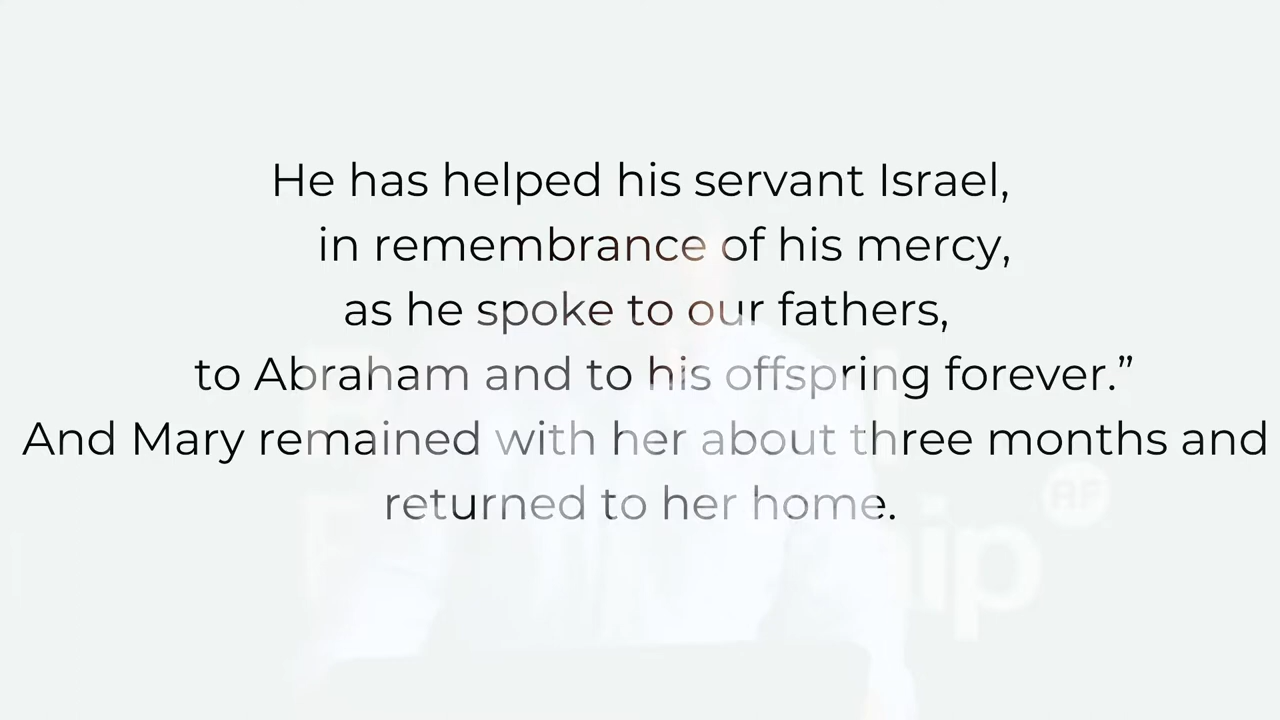 He has helped his servant Israel,
in remembrance of his mercy,
as he spoke to our fathers,
to Abraham and to his offspring forever.”
And Mary remained with her about three months and
returned to her home.
AF